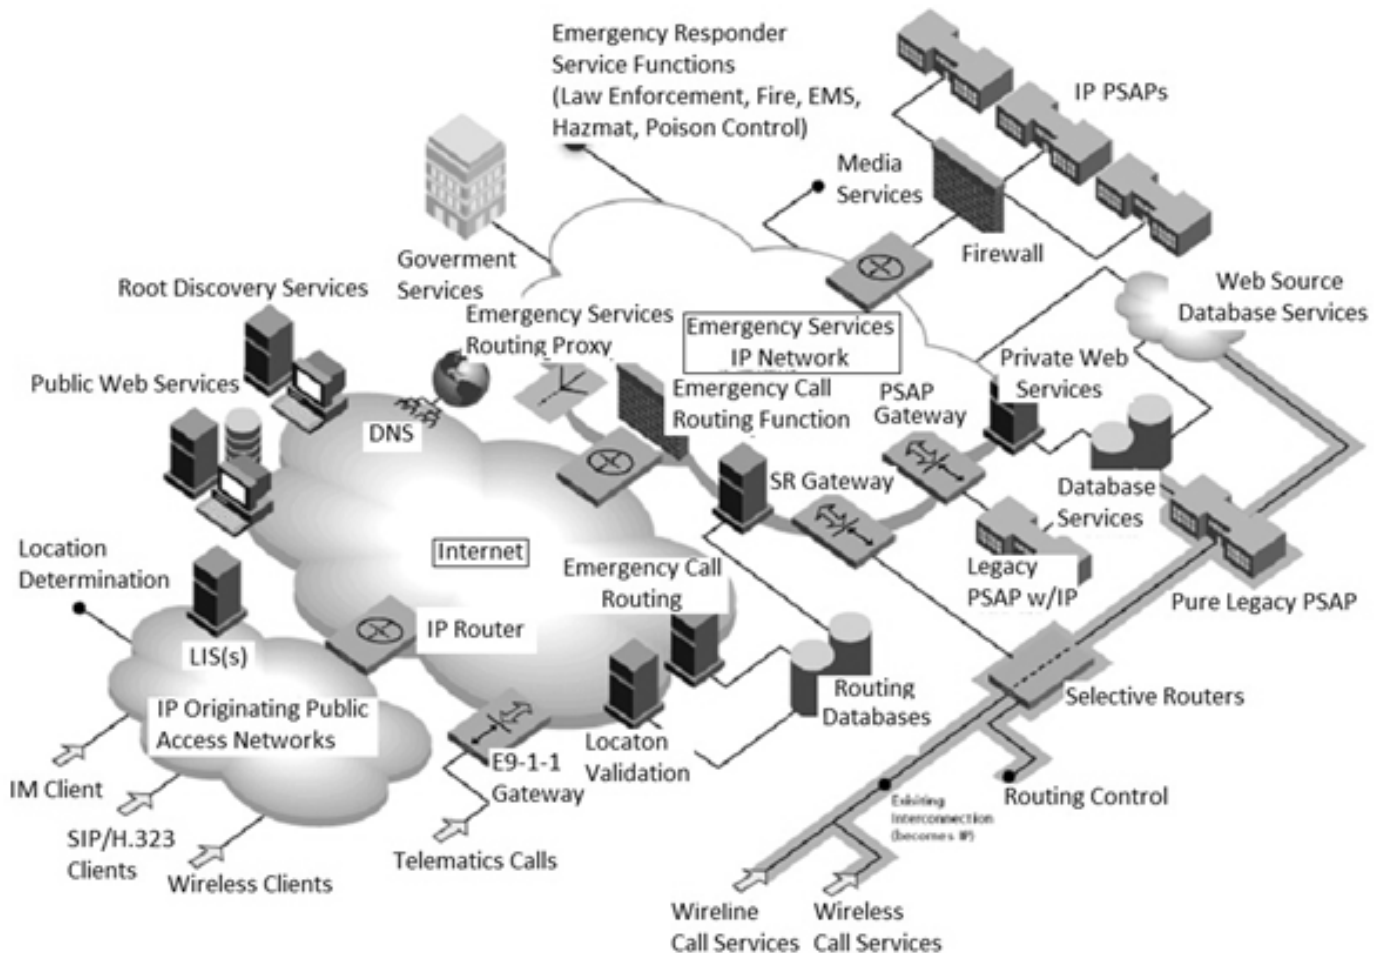 Emergency Responder
Service Functions
(Law Enforcement, Fire, EMS,
Hazmat, Poison Control)
IP PSAPs
Media
Services
Firewall
Goverment
Services
Root Discovery Services
Web Source
Database Services
Emergency Services
Routing Proxy
Emergency Services
IP Network
Private Web
Services
Public Web Services
Emergency Call
Routing Function
PSAP
Gateway
DNS
SR Gateway
Database
Services
Location
Determination
Internet
Emergency Call
Routing
Legacy
PSAP w/IP
Pure Legacy PSAP
IP Router
LIS(s)
Routing
Databases
Selective Routers
IP Originating Public
Access Networks
Locaton
Validation
E9-1-1
Gateway
IM Client
Routing Control
Exisiting
Interconnection
(becomes IP)
SIP/H.323
Clients
Telematics Calls
Wireless Clients
Wireline
Call Services
Wireless
Call Services